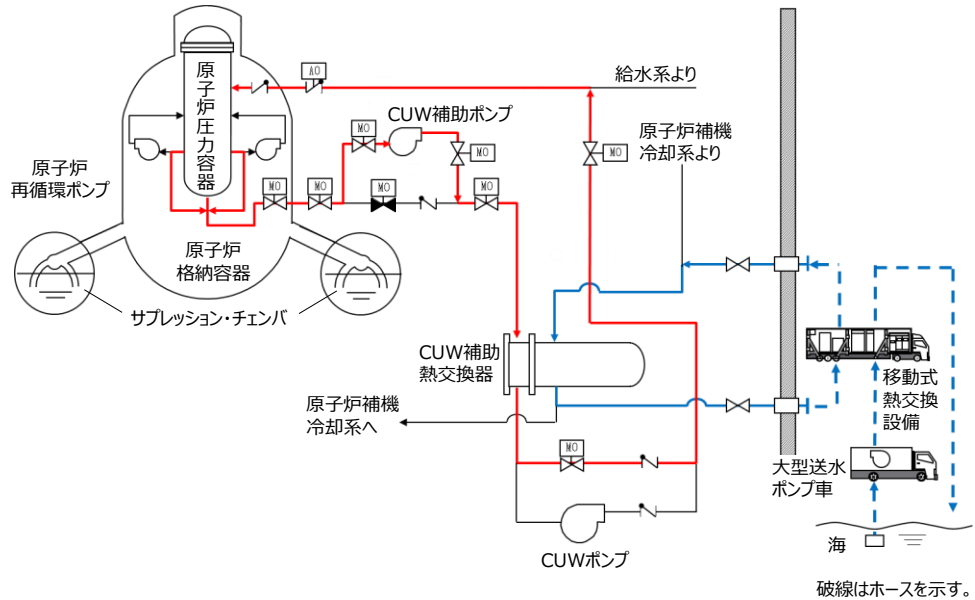 給水系より
AO
CUW補助ポンプ
原子炉補機
冷却系より
原子炉圧力容器
MO
MO
MO
原子炉
再循環ポンプ
MO
MO
MO
MO
原子炉
格納容器
サプレッション・チェンバ
CUW補助
熱交換器
移動式
熱交換
設備
原子炉補機
冷却系へ
MO
大型送水
ポンプ車
CUWポンプ
海
破線はホースを示す。